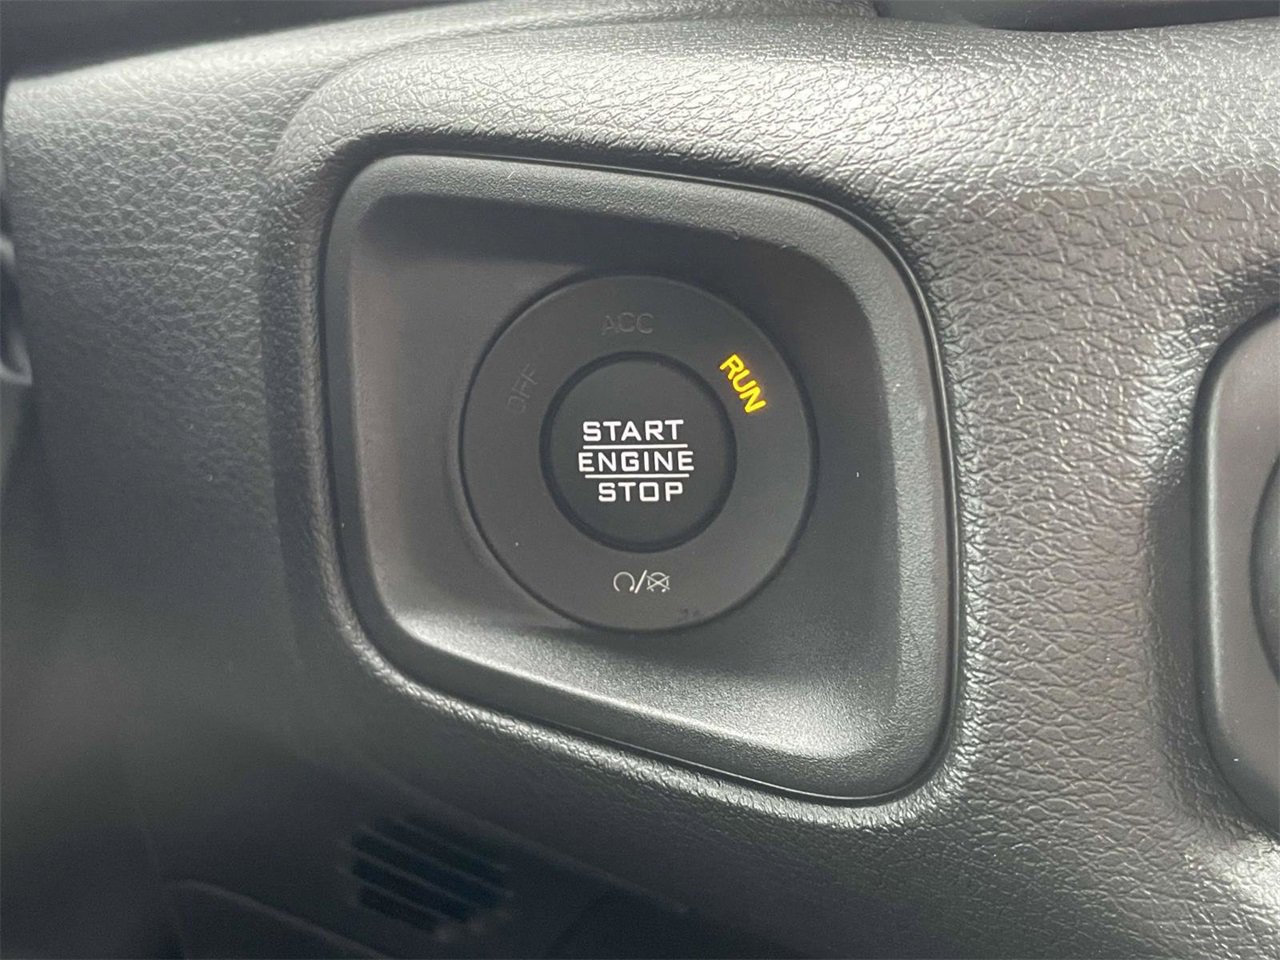 ACC
OFF
RUN
START
ENGINE
STOP